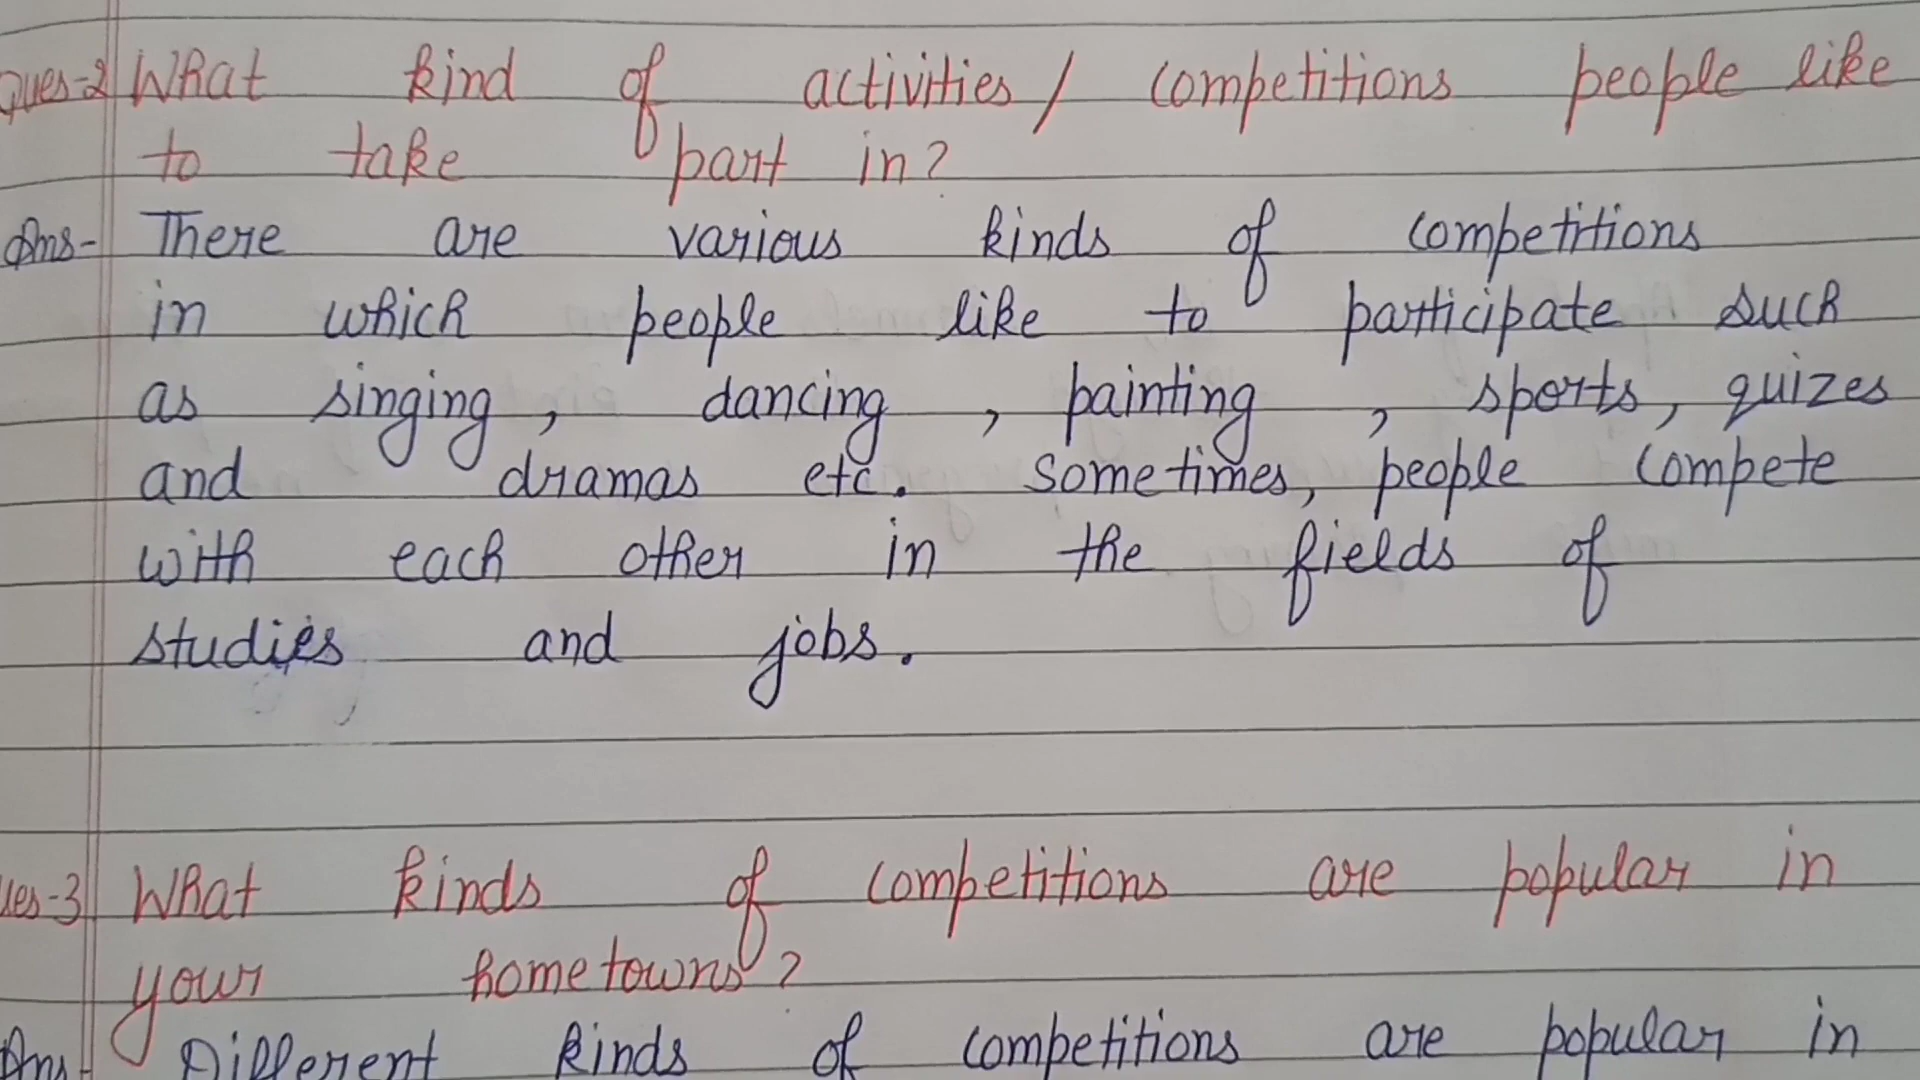 Ques-2 What kind of activities / competitions people like
to take part in?
Ans- There are various kinds of competitions
in which people like to participate such
as singing, dancing, painting, sports, quizes
and dramas etc. Sometimes, people compete
with each other in the fields of
studies and jobs.
ues-3 What kinds of competitions are popular in
your hometowns?
Ans- Different kinds of competitions are popular in